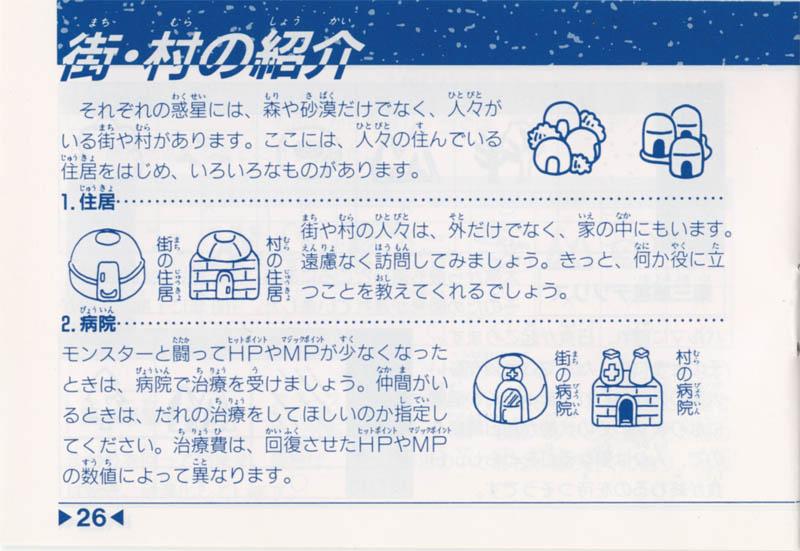 街・村の紹介
それぞれの惑星には、森や砂漠だけでなく、人々が
いる街や村があります。ここには、人々の住んでいる
住居をはじめ、いろいろなものがあります。
1. 住居
街の住居
村の住居
街や村の人々は、外だけでなく、家の中にもいます。
遠慮なく訪問してみましょう。きっと、何か役に立
つことを教えてくれるでしょう。
2. 病院
モンスターと闘ってHPやMPが少なくなった
ときは、病院で治療を受けましょう。仲間がい
るときは、だれの治療をしてほしいのか指定し
てください。治療費は、回復させたHPやMP
の数値によって異なります。
街の病院
村の病院
▶26◀